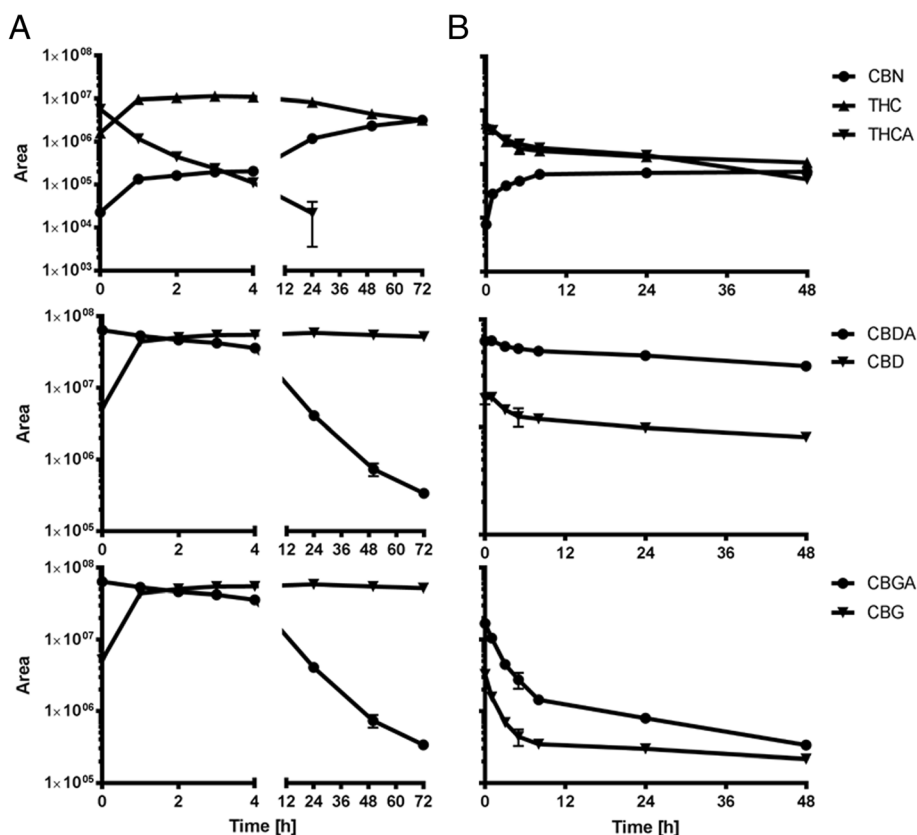 A
B
1×10⁰⁸
1×10⁰⁷
1×10⁰⁶
1×10⁰⁵
1×10⁰⁴
1×10⁰³
Area
0 2 4 12 24 36 48 60 72
0 12 24 36 48
CBN
THC
THCA
1×10⁰⁸
1×10⁰⁷
1×10⁰⁶
1×10⁰⁵
Area
0 2 4 12 24 36 48 60 72
0 12 24 36 48
CBDA
CBD
1×10⁰⁸
1×10⁰⁷
1×10⁰⁶
1×10⁰⁵
Area
0 2 4 12 24 36 48 60 72
0 12 24 36 48
CBGA
CBG
Time [h]
Time [h]